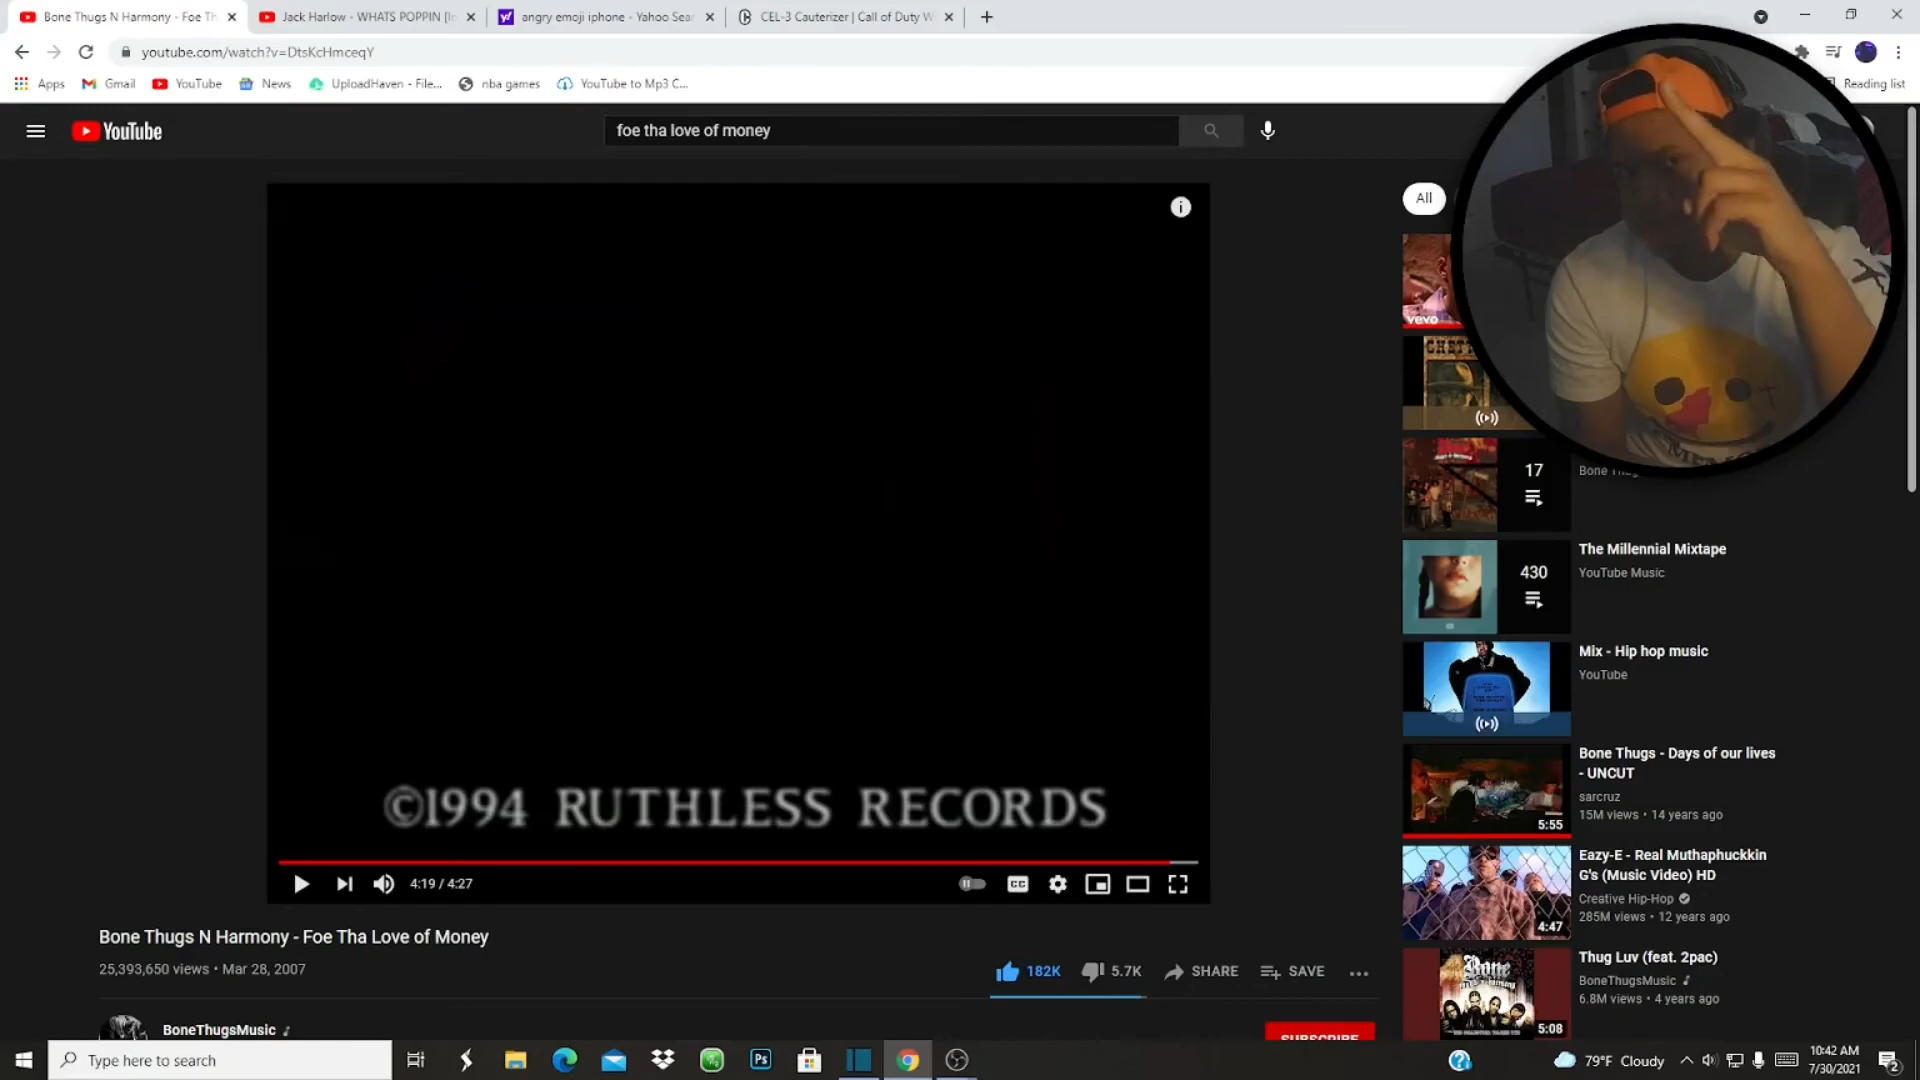 Bone Thugs N Harmony - Foe Th
Jack Harlow - WHATS POPPIN [
angry emoji iphone - Yahoo Sear
CEL-3 Cauterizer | Call of Duty W
youtube.com/watch?v=DtsKcHmceqY
Apps
Gmail
YouTube
News
UploadHaven - File...
nba games
YouTube to Mp3 C...
Reading list
YouTube
foe tha love of money
All
vevo
17
Bone
The Millennial Mixtape
YouTube Music
430
Mix - Hip hop music
YouTube
Bone Thugs - Days of our lives
- UNCUT
sarcruz
15M views • 14 years ago
5:55
Eazy-E - Real Muthaphuckkin
G's (Music Video) HD
Creative Hip-Hop
285M views • 12 years ago
4:47
Thug Luv (feat. 2pac)
BoneThugsMusic
6.8M views • 4 years ago
5:08
©1994 RUTHLESS RECORDS
4:19 / 4:27
CC
Bone Thugs N Harmony - Foe Tha Love of Money
25,393,650 views • Mar 28, 2007
182K
5.7K
SHARE
SAVE
BoneThugsMusic
SUBSCRIBE
Type here to search
Ps
79°F Cloudy
10:42 AM
7/30/2021
2